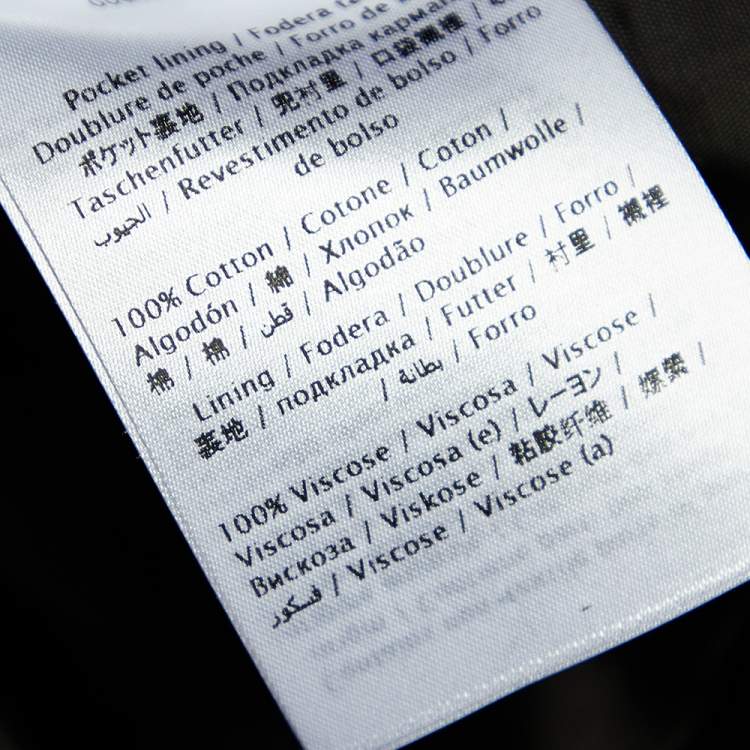 Pocket lining / Fodera
Doublure de poche / Forro de
ポケット裏地 / Подкладка карман
Taschenfutter / 兜衬里 / 口袋襯裡 /
الجيوب / Revestimento de bolso / Forro
de bolso
100% Cotton / Cotone / Coton /
Algodón / 綿 / Хлопок / Baumwolle /
棉 / 棉 / قطن / Algodão
Lining / Fodera / Doublure / Forro /
裏地 / подкладка / Futter / 衬里 / 襯裡
/ بطانة / Forro
100% Viscose / Viscosa / Viscose /
Viscosa / Viscosa (e) / レーヨン /
Вискоза / Viskose / 粘胶纤维 / 嫘縈 /
فسكور / Viscose / Viscose (a)